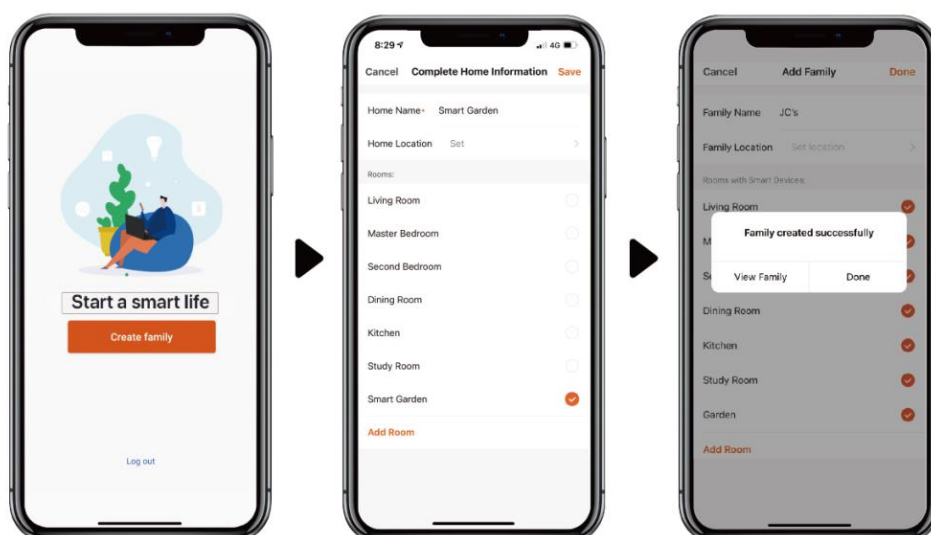 Start a smart life
Create family
Log out
8:29
4G
Cancel Complete Home Information Save
Home Name* Smart Garden
Home Location Set
Rooms:
Living Room
Master Bedroom
Second Bedroom
Dining Room
Kitchen
Study Room
Smart Garden
Add Room
Cancel Add Family Done
Family Name JC's
Family Location Set location
Rooms with Smart Devices:
Living Room
M
Family created successfully
Se
View Family Done
Dining Room
Kitchen
Study Room
Garden
Add Room